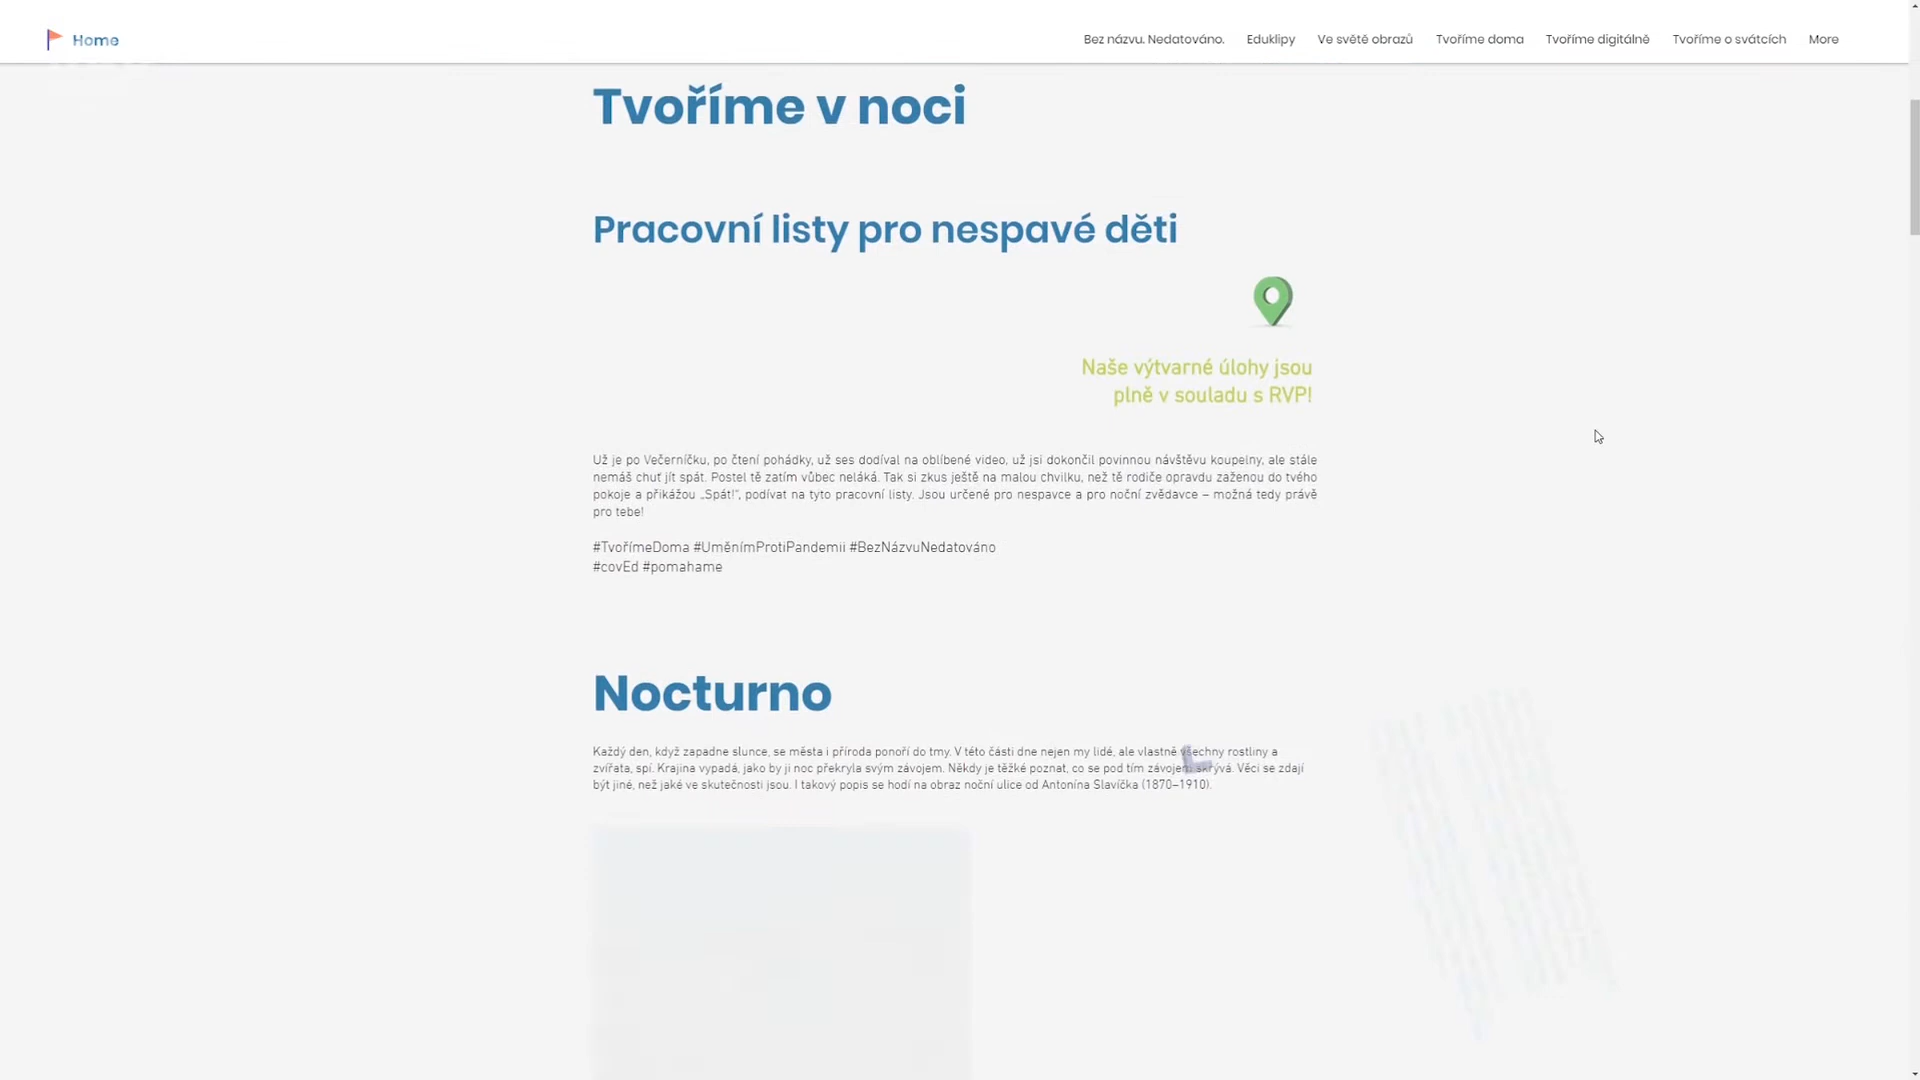 Home
Bez názvu. Nedatováno.
Eduklipy
Ve světě obrazů
Tvoříme doma
Tvoříme digitálně
Tvoříme o svátcích
More
Tvoříme v noci
Pracovní listy pro nespavé děti
Naše výtvarné úlohy jsou
plně v souladu s RVP!
Už je po Večerníčku, po čtení pohádky, už ses dodíval na oblíbené video, už jsi dokončil povinnou návštěvu koupelny, ale stále
nemáš chuť jít spát. Postel tě zatím vůbec neláká. Tak si zkus ještě na malou chvilku, než tě rodiče opravdu zaženou do tvého
pokoje a přikážou „Spát!", podívat na tyto pracovní listy. Jsou určené pro nespavce a pro noční zvědavce – možná tedy právě
pro tebe!
#TvořímeDoma #UměnímProtiPandemii #BezNázvuNedatováno
#covEd #pomahame
Nocturno
Každý den, když zapadne slunce, se města i příroda ponoří do tmy. V této části dne nejen my lidé, ale vlastně všechny rostliny a
zvířata, spí. Krajina vypadá, jako by ji noc překryla svým závojem. Někdy je těžké poznat, co se pod tím závojem skrývá. Věci se zdají
být jiné, než jaké ve skutečnosti jsou. I takový popis se hodí na obraz noční ulice od Antonína Slavíčka (1870–1910).